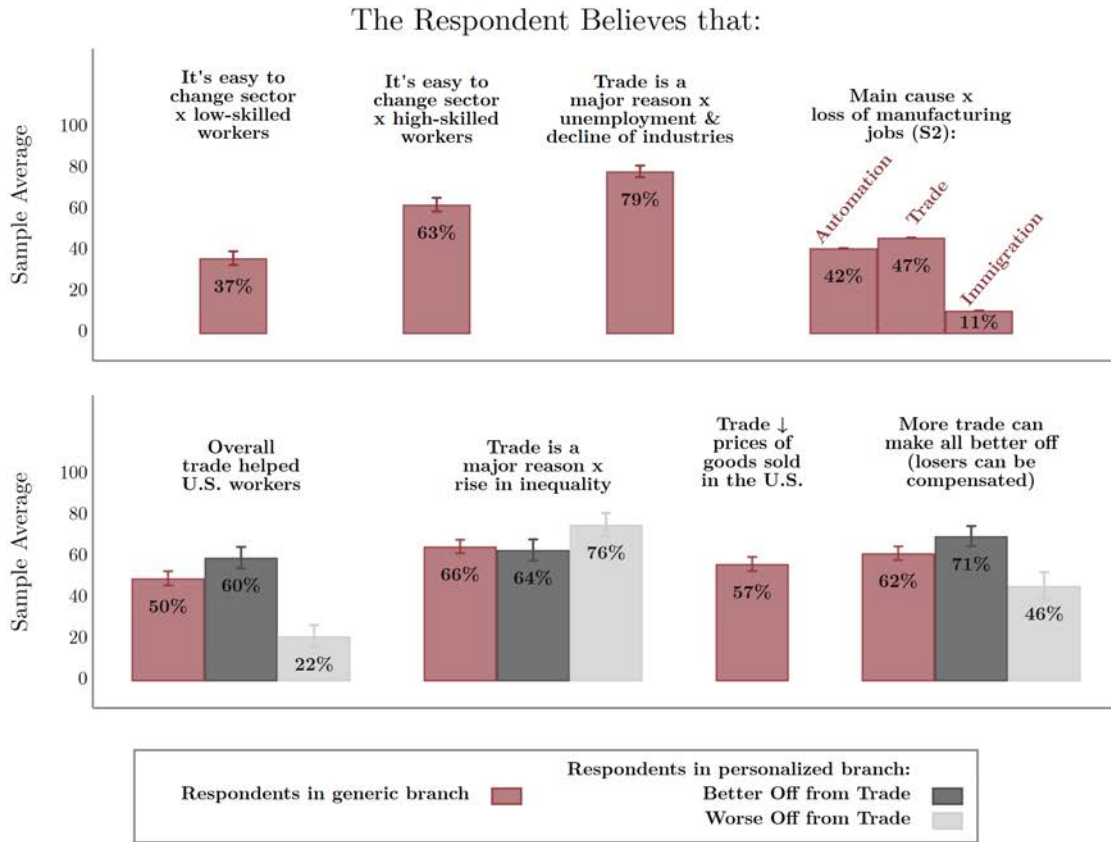 The Respondent Believes that:
Sample Average
100
80
60
40
20
0
It's easy to
change sector
x low-skilled
workers
37%
It's easy to
change sector
x high-skilled
workers
63%
Trade is a
major reason x
unemployment &
decline of industries
79%
Main cause x
loss of manufacturing
jobs (S2):
Automation
Trade
Immigration
42%
47%
11%
Sample Average
100
80
60
40
20
0
Overall
trade helped
U.S. workers
50%
60%
22%
Trade is a
major reason x
rise in inequality
66%
64%
76%
Trade ↓
prices of
goods sold
in the U.S.
57%
More trade can
make all better off
(losers can be
compensated)
62%
71%
46%
Respondents in generic branch
Respondents in personalized branch:
Better Off from Trade
Worse Off from Trade